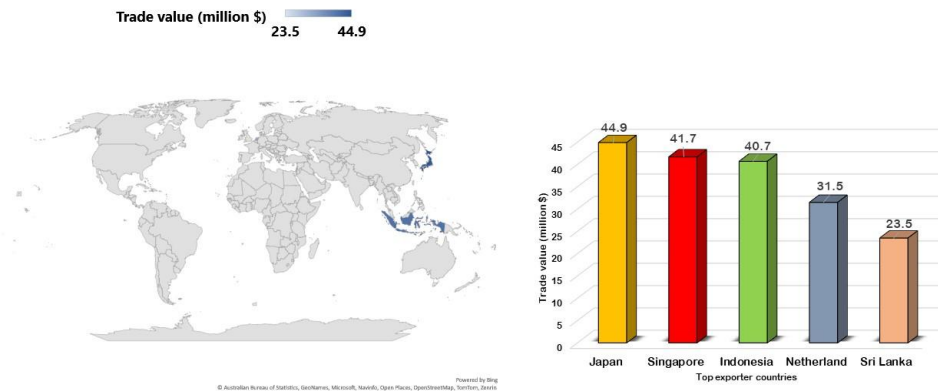 Trade value (million $)
23.5 44.9
Powered by Bing
© Australian Bureau of Statistics, GeoNames, Microsoft, Navinfo, Open Places, OpenStreetMap, TomTom, Zenrin
Trade value (million $)
45
40
35
30
25
20
15
10
5
0
44.9
41.7
40.7
31.5
23.5
Japan Singapore Indonesia Netherland Sri Lanka
Top exporter countries